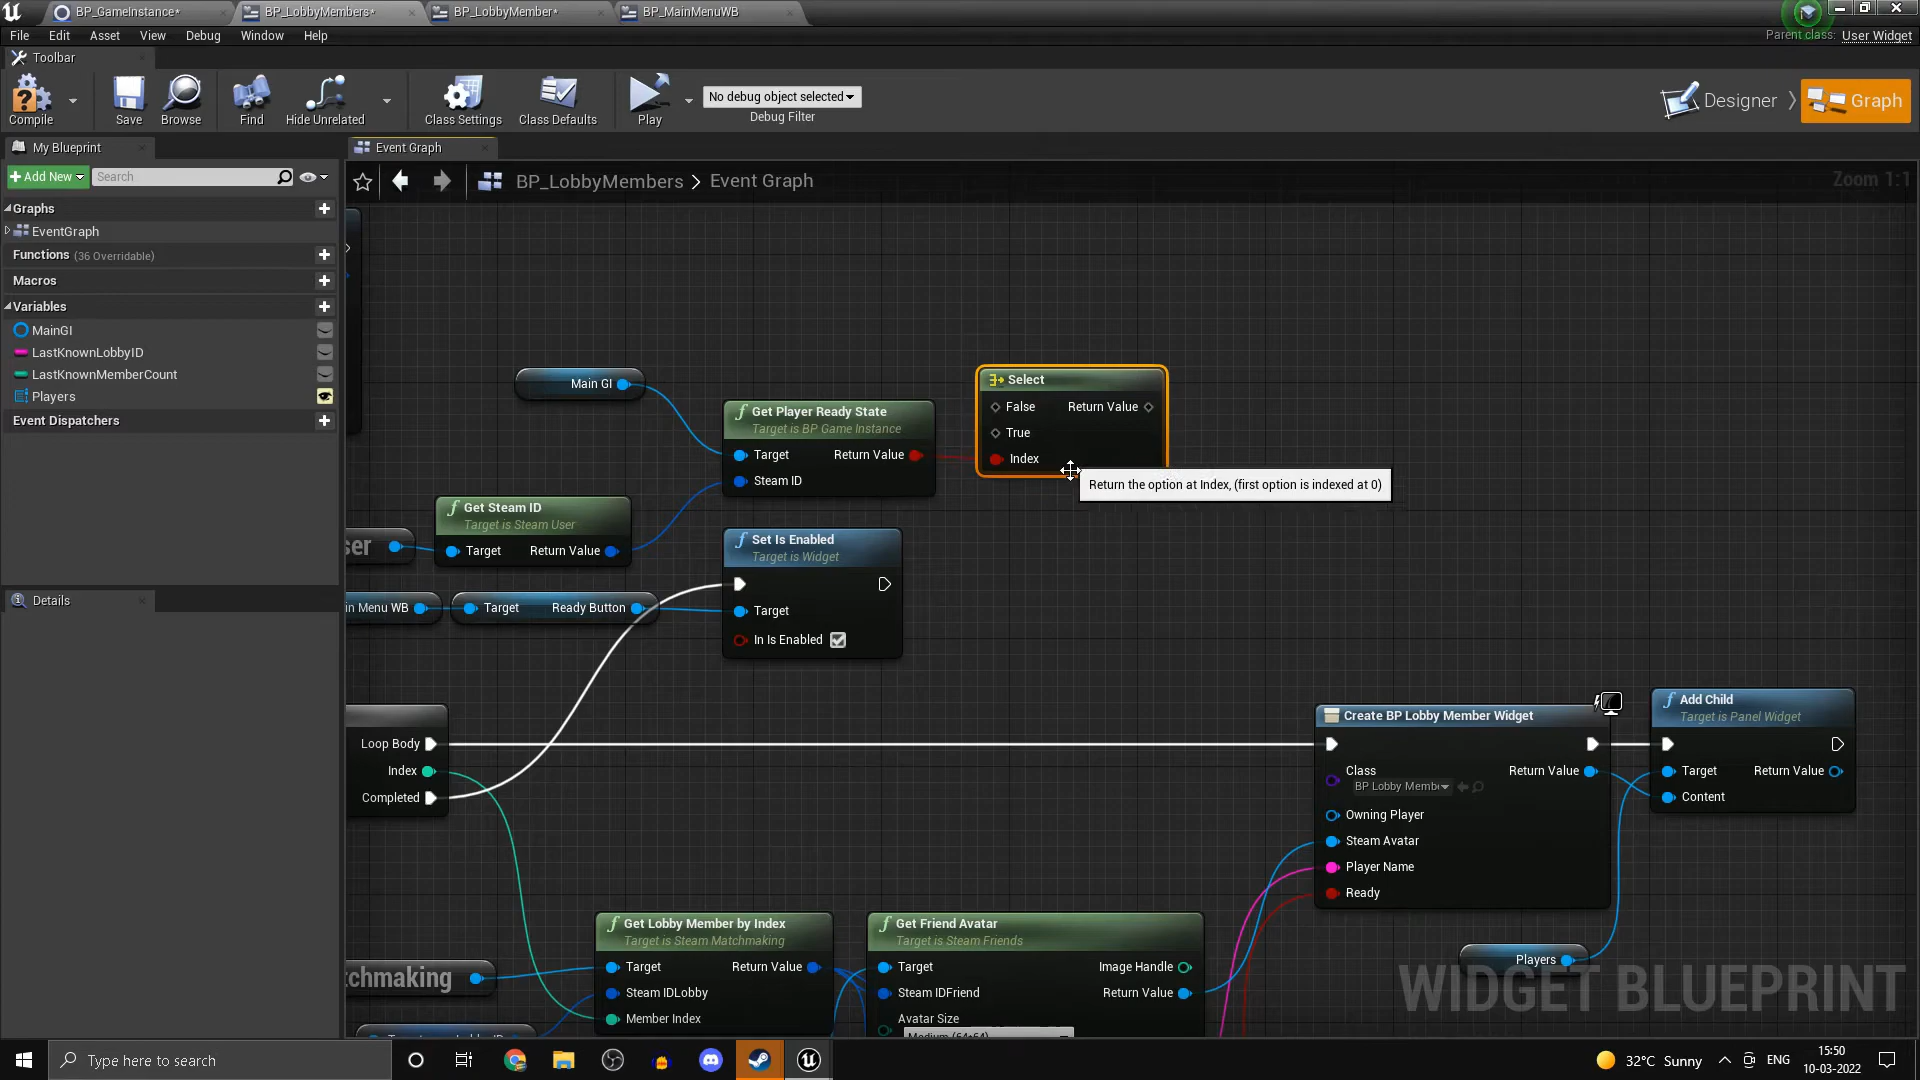 BP_GameInstance*
BP_LobbyMembers*
BP_LobbyMember*
BP_MainMenuWB
File Edit Asset View Debug Window Help
Parent class: User Widget
Toolbar
Compile
Save
Browse
Find
Hide Unrelated
Class Settings
Class Defaults
Play
No debug object selected
Debug Filter
Designer
Graph
My Blueprint
Event Graph
Add New
Search
BP_LobbyMembers > Event Graph
Zoom 1:1
Graphs
EventGraph
Functions (36 Overridable)
Macros
Variables
MainGI
LastKnownLobbyID
LastKnownMemberCount
Players
Event Dispatchers
Details
Main GI
Get Player Ready State
Target is BP Game Instance
Target Return Value
Steam ID
Select
False Return Value
True
Index
Return the option at Index, (first option is indexed at 0)
Get Steam ID
Target is Steam User
Target Return Value
ser
Set Is Enabled
Target is Widget
Target
In Is Enabled
in Menu WB
Target Ready Button
Loop Body
Index
Completed
Create BP Lobby Member Widget
Class
BP Lobby Membe
Return Value
Owning Player
Steam Avatar
Player Name
Ready
Add Child
Target is Panel Widget
Target Return Value
Content
Players
Get Lobby Member by Index
Target is Steam Matchmaking
Target Return Value
Steam IDLobby
Member Index
tchmaking
Get Friend Avatar
Target is Steam Friends
Target Image Handle
Steam IDFriend Return Value
Avatar Size
Medium (64x64)
WIDGET BLUEPRINT
Type here to search
32°C Sunny
ENG
15:50
10-03-2022